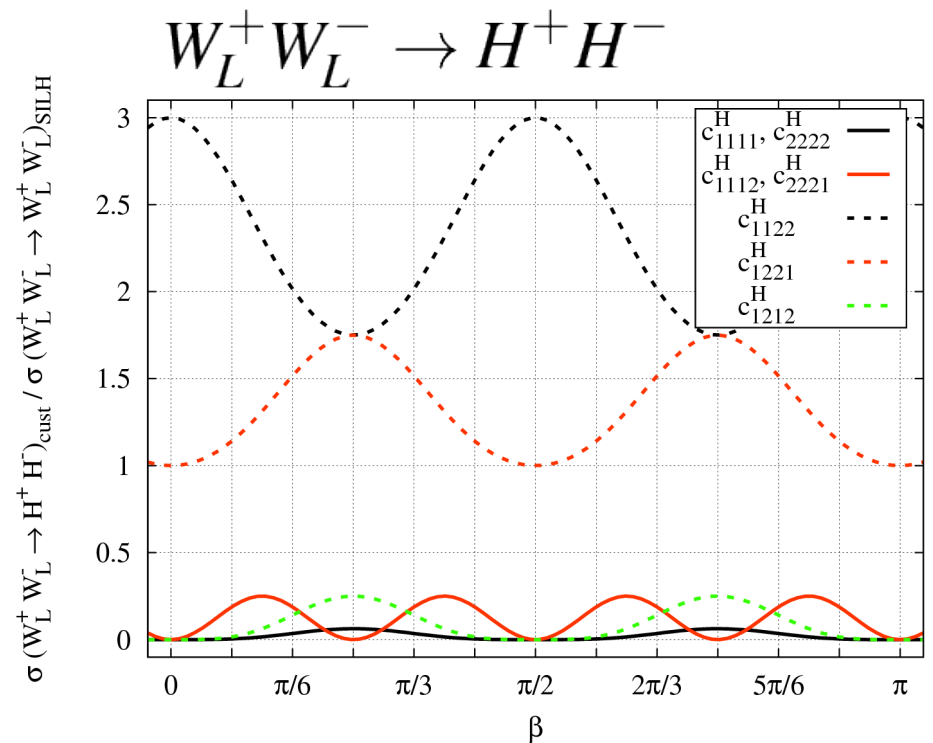 W_L^+ W_L^- → H^+ H^-
σ (W_L^+ W_L^- → H^+ H^-)_cust / σ (W_L^+ W_L^- → W_L^+ W_L^-)_SILH
3
2.5
2
1.5
1
0.5
0
c^H_1111, c^H_2222
c^H_1112, c^H_2221
c^H_1122
c^H_1221
c^H_1212
0 π/6 π/3 π/2 2π/3 5π/6 π
β